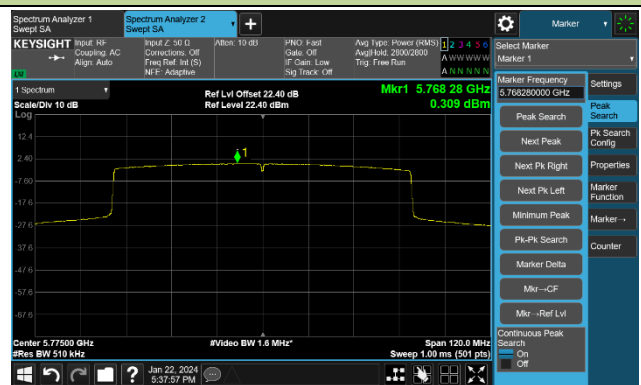 Spectrum Analyzer 1
Swept SA
Spectrum Analyzer 2
Swept SA
+
Marker
KEYSIGHT
Input: RF
Coupling: AC
Align: Auto
Input Z: 50 Ω
Corrections: Off
Freq Ref: Int (S)
NFE: Adaptive
Atten: 10 dB
PNO: Fast
Gate: Off
IF Gain: Low
Sig Track: Off
Avg Type: Power (RMS)
Avg|Hold: 2600/2600
Trig: Free Run
1 2 3 4 5 6
A W W W W W
A N N N N N
LXI
Select Marker
Marker 1
1 Spectrum
Scale/Div 10 dB
Log
Ref Lvl Offset 22.40 dB
Ref Level 22.40 dBm
Mkr1 5.768 28 GHz
0.309 dBm
12.4
2.40
-7.60
-17.6
-27.6
-37.6
-47.6
-57.6
-67.6
1
Center 5.77500 GHz
#Res BW 510 kHz
#Video BW 1.6 MHz*
Span 120.0 MHz
Sweep 1.00 ms (501 pts)
Marker Frequency
5.768280000 GHz
Peak Search
Next Peak
Next Pk Right
Next Pk Left
Minimum Peak
Pk-Pk Search
Marker Delta
Mkr→CF
Mkr→Ref Lvl
Continuous Peak
Search
On
Off
Settings
Peak
Search
Pk Search
Config
Properties
Marker
Function
Marker→
Counter
?
Jan 22, 2024
5:37:57 PM